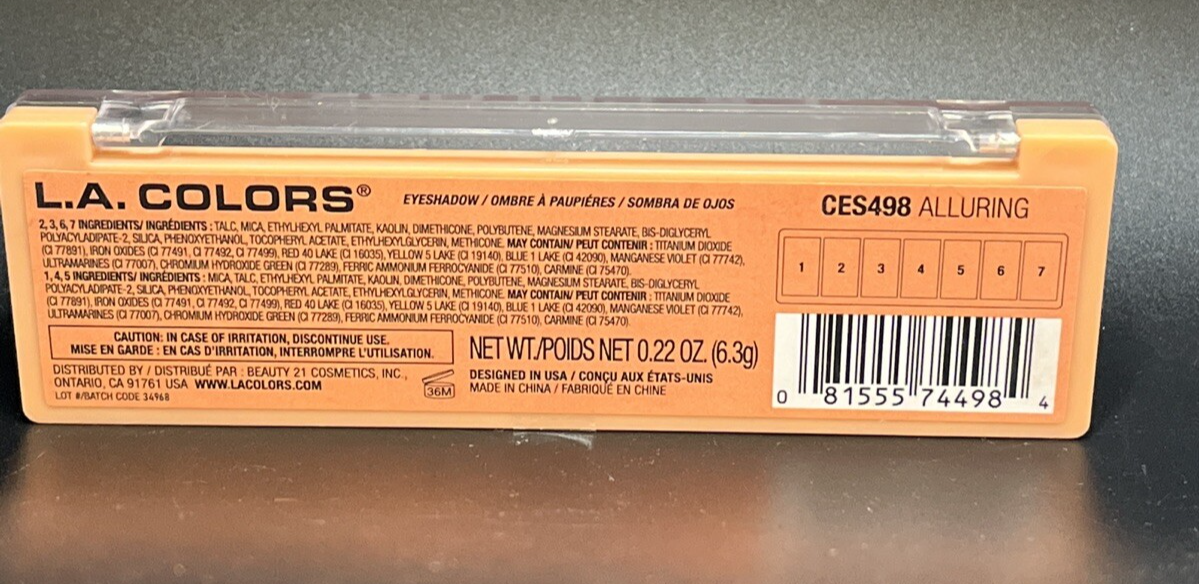 L.A. COLORS®
EYESHADOW / OMBRE À PAUPIÉRES / SOMBRA DE OJOS
2, 3, 6, 7 INGREDIENTS/ INGRÉDIENTS : TALC, MICA, ETHYLHEXYL PALMITATE, KAOLIN, DIMETHICONE, POLYBUTENE, MAGNESIUM STEARATE, BIS-DIGLYCERYL
POLYACYLADIPATE-2, SILICA, PHENOXYETHANOL, TOCOPHERYL ACETATE, ETHYLHEXYLGLYCERIN, METHICONE. MAY CONTAIN/ PEUT CONTENIR : TITANIUM DIOXIDE
(CI 77891), IRON OXIDES (CI 77491, CI 77492, CI 77499), RED 40 LAKE (CI 16035), YELLOW 5 LAKE (CI 19140), BLUE 1 LAKE (CI 42090), MANGANESE VIOLET (CI 77742),
ULTRAMARINES (CI 77007), CHROMIUM HYDROXIDE GREEN (CI 77289), FERRIC AMMONIUM FERROCYANIDE (CI 77510), CARMINE (CI 75470).
1, 4, 5 INGREDIENTS/ INGRÉDIENTS : MICA, TALC, ETHYLHEXYL PALMITATE, KAOLIN, DIMETHICONE, POLYBUTENE, MAGNESIUM STEARATE, BIS-DIGLYCERYL
POLYACYLADIPATE-2, SILICA, PHENOXYETHANOL, TOCOPHERYL ACETATE, ETHYLHEXYLGLYCERIN, METHICONE. MAY CONTAIN/ PEUT CONTENIR : TITANIUM DIOXIDE
(CI 77891), IRON OXIDES (CI 77491, CI 77492, CI 77499), RED 40 LAKE (CI 16035), YELLOW 5 LAKE (CI 19140), BLUE 1 LAKE (CI 42090), MANGANESE VIOLET (CI 77742),
ULTRAMARINES (CI 77007), CHROMIUM HYDROXIDE GREEN (CI 77289), FERRIC AMMONIUM FERROCYANIDE (CI 77510), CARMINE (CI 75470).
CAUTION: IN CASE OF IRRITATION, DISCONTINUE USE.
MISE EN GARDE : EN CAS D'IRRITATION, INTERROMPRE L'UTILISATION.
DISTRIBUTED BY / DISTRIBUÉ PAR : BEAUTY 21 COSMETICS, INC.,
ONTARIO, CA 91761 USA WWW.LACOLORS.COM
LOT #/BATCH CODE 34968
36M
NET WT./POIDS NET 0.22 OZ. (6.3g)
DESIGNED IN USA / CONÇU AUX ÉTATS-UNIS
MADE IN CHINA / FABRIQUÉ EN CHINE
CES498 ALLURING
1 2 3 4 5 6 7
0 81555 74498 4